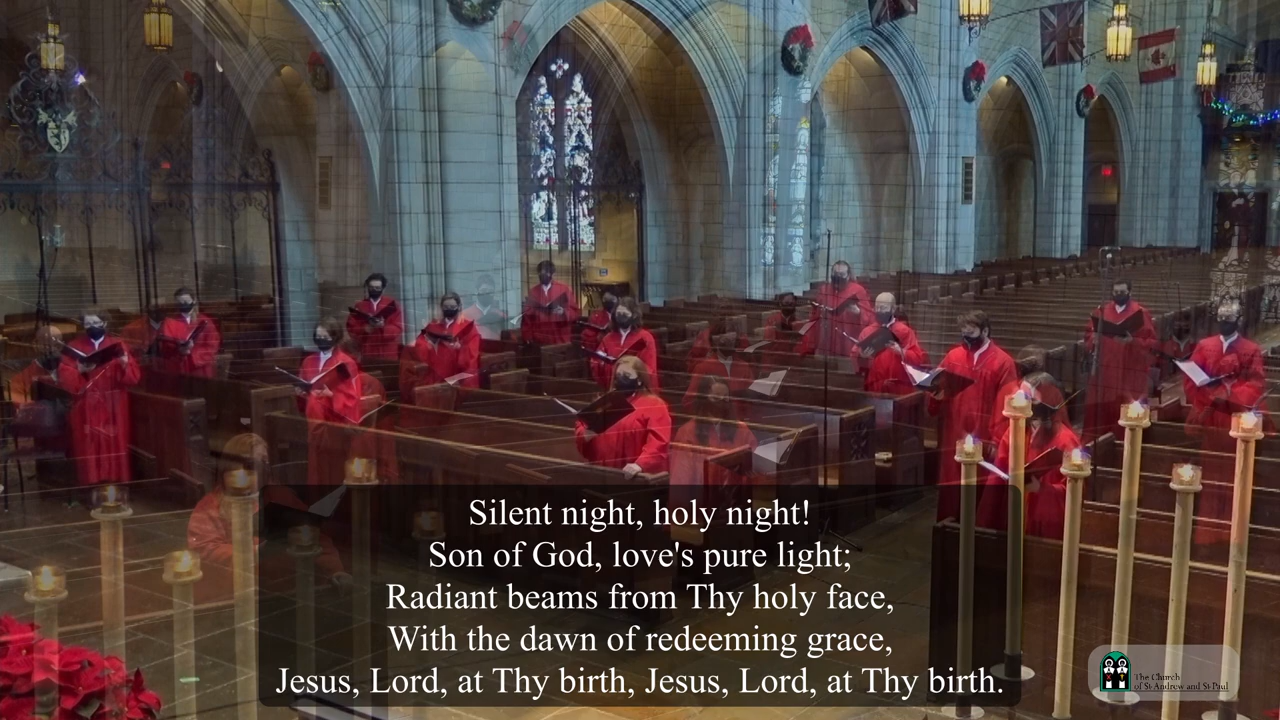 Silent night, holy night!
Son of God, love's pure light;
Radiant beams from Thy holy face,
With the dawn of redeeming grace,
Jesus, Lord, at Thy birth, Jesus, Lord, at Thy birth.
The Church
of St Andrew and St Paul